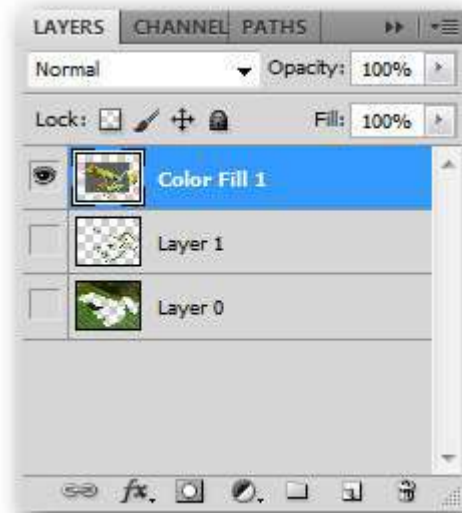 LAYERS CHANNEL PATHS
Normal Opacity: 100%
Lock: Fill: 100%
Color Fill 1
Layer 1
Layer 0
fx.